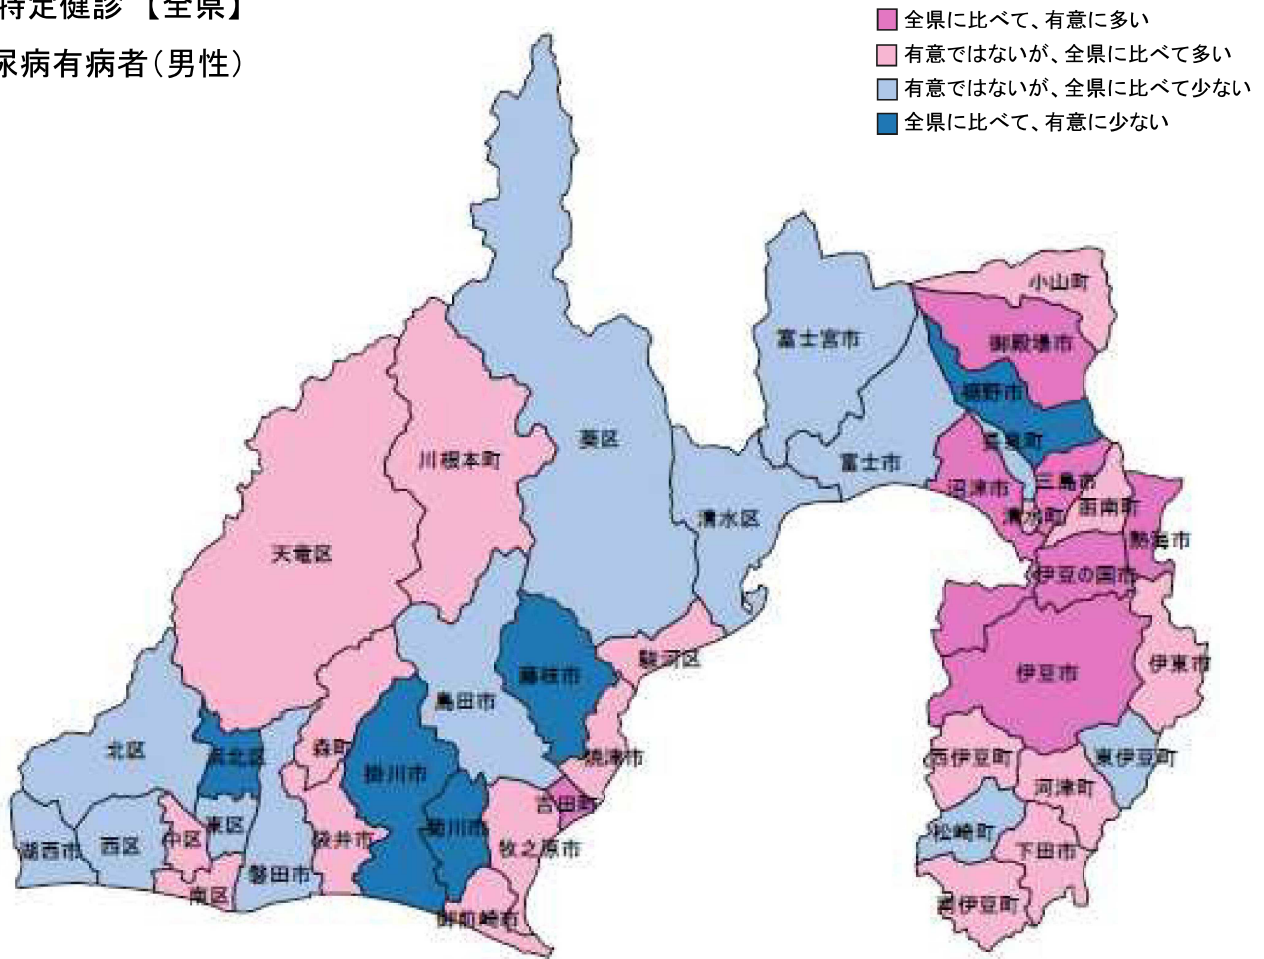 特定健診 【全県】
尿病有病者（男性）
全県に比べて、有意に多い
有意ではないが、全県に比べて多い
有意ではないが、全県に比べて少ない
全県に比べて、有意に少ない
小山町
富士宮市
御殿場市
裾野市
長泉町
葵区
川根本町
富士市
沼津市
三島市
函南町
清水町
清水区
熱海市
天竜区
伊豆の国市
駿河区
伊東市
伊豆市
藤枝市
島田市
森町
北区
浜北区
焼津市
西伊豆町
東伊豆町
掛川市
河津町
吉田町
東区
菊川市
松崎町
湖西市
西区
中区
袋井市
牧之原市
下田市
磐田市
南区
御前崎市
南伊豆町